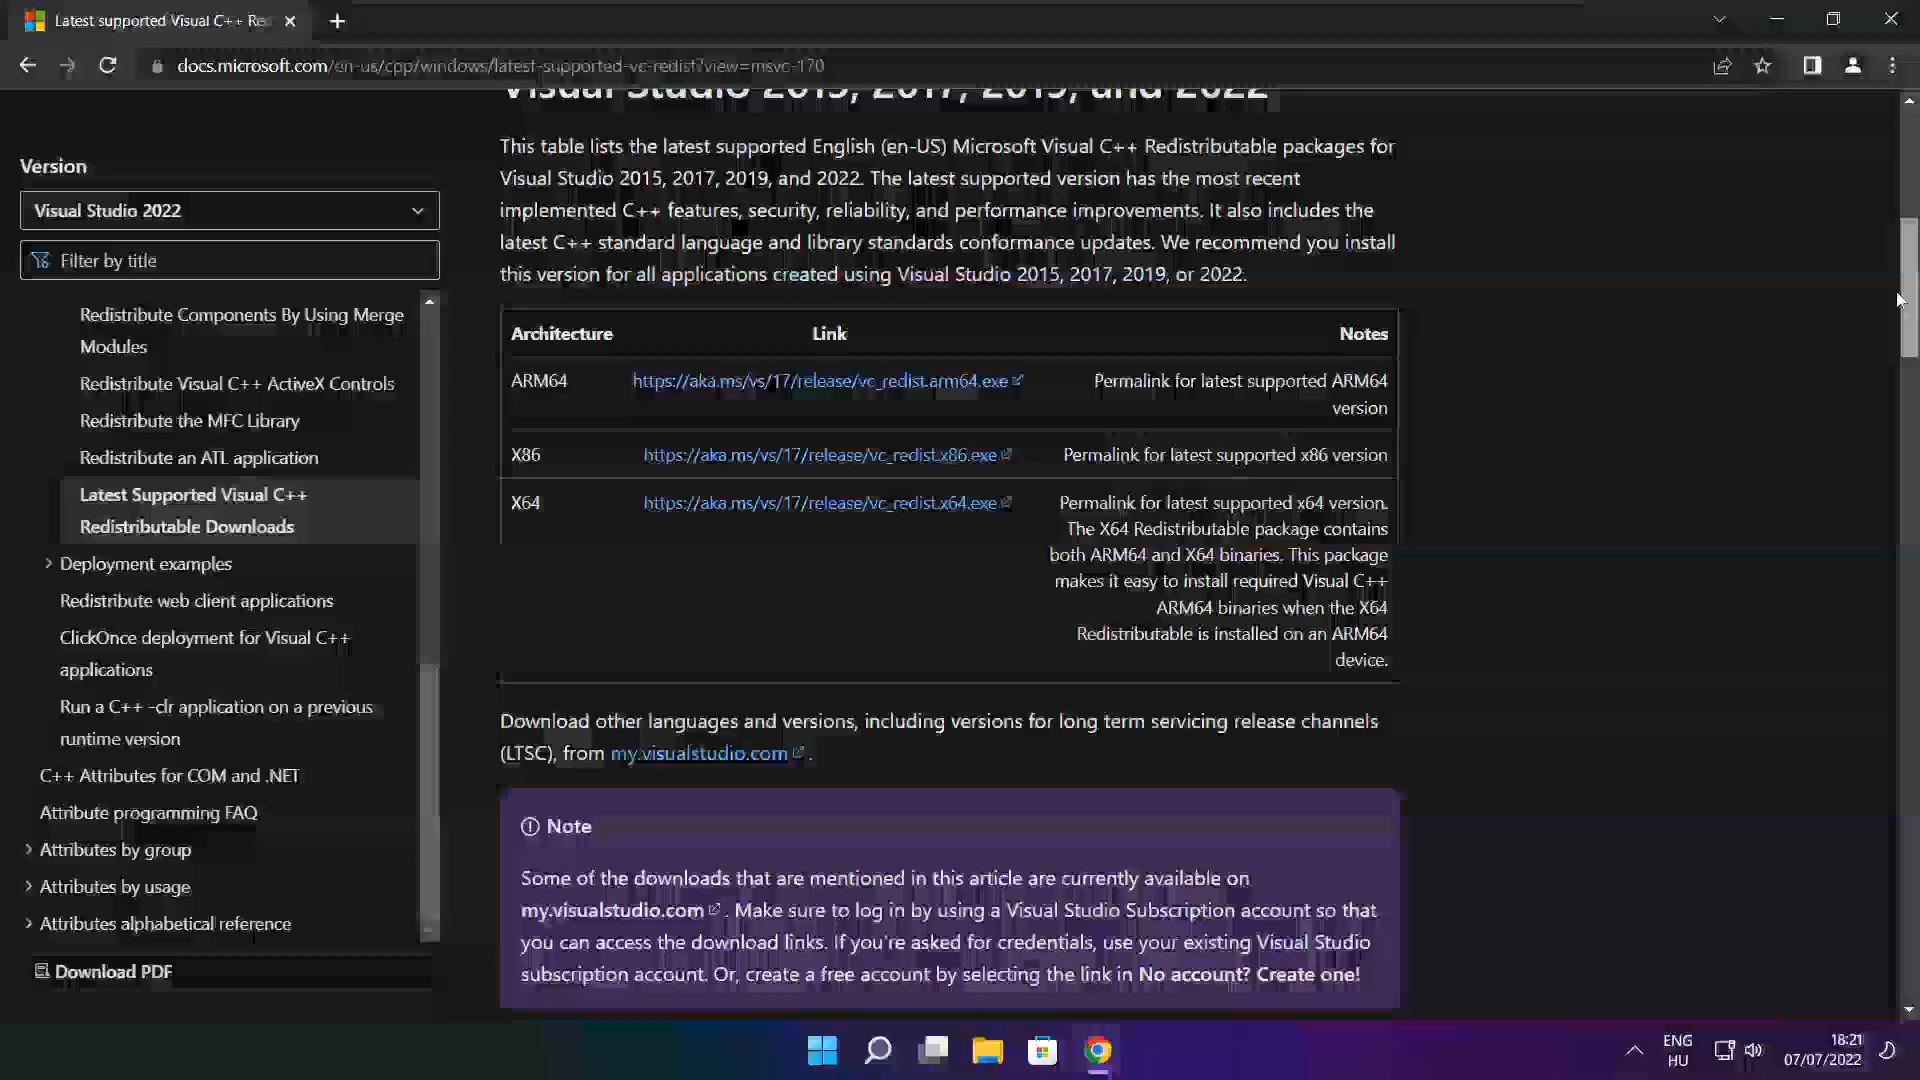 Latest supported Visual C++ Re
docs.microsoft.com/en-us/cpp/windows/latest-supported-vc-redist?view=msvc-170
Visual Studio 2015, 2017, 2019, and 2022
Version
Visual Studio 2022
Filter by title
Redistribute Components By Using Merge
Modules
Redistribute Visual C++ ActiveX Controls
Redistribute the MFC Library
Redistribute an ATL application
Latest Supported Visual C++
Redistributable Downloads
Deployment examples
Redistribute web client applications
ClickOnce deployment for Visual C++
applications
Run a C++ -clr application on a previous
runtime version
C++ Attributes for COM and .NET
Attribute programming FAQ
Attributes by group
Attributes by usage
Attributes alphabetical reference
Download PDF
This table lists the latest supported English (en-US) Microsoft Visual C++ Redistributable packages for
Visual Studio 2015, 2017, 2019, and 2022. The latest supported version has the most recent
implemented C++ features, security, reliability, and performance improvements. It also includes the
latest C++ standard language and library standards conformance updates. We recommend you install
this version for all applications created using Visual Studio 2015, 2017, 2019, or 2022.
Architecture Link Notes
ARM64 https://aka.ms/vs/17/release/vc_redist.arm64.exe Permalink for latest supported ARM64
version
X86 https://aka.ms/vs/17/release/vc_redist.x86.exe Permalink for latest supported x86 version
X64 https://aka.ms/vs/17/release/vc_redist.x64.exe Permalink for latest supported x64 version.
The X64 Redistributable package contains
both ARM64 and X64 binaries. This package
makes it easy to install required Visual C++
ARM64 binaries when the X64
Redistributable is installed on an ARM64
device.
Download other languages and versions, including versions for long term servicing release channels
(LTSC), from my.visualstudio.com .
Note
Some of the downloads that are mentioned in this article are currently available on
my.visualstudio.com . Make sure to log in by using a Visual Studio Subscription account so that
you can access the download links. If you're asked for credentials, use your existing Visual Studio
subscription account. Or, create a free account by selecting the link in No account? Create one!
ENG
HU
18:21
07/07/2022